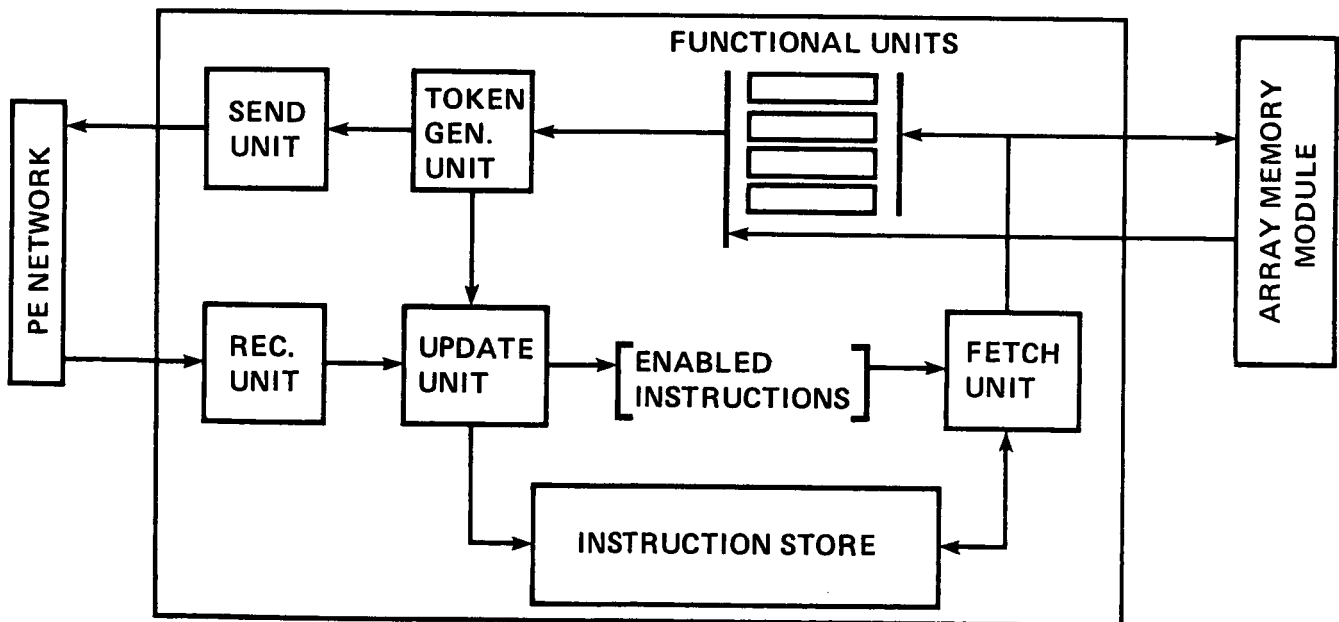 FUNCTIONAL UNITS
SEND
UNIT
TOKEN
GEN.
UNIT
PE NETWORK
ARRAY MEMORY
MODULE
REC.
UNIT
UPDATE
UNIT
ENABLED
INSTRUCTIONS
FETCH
UNIT
INSTRUCTION STORE